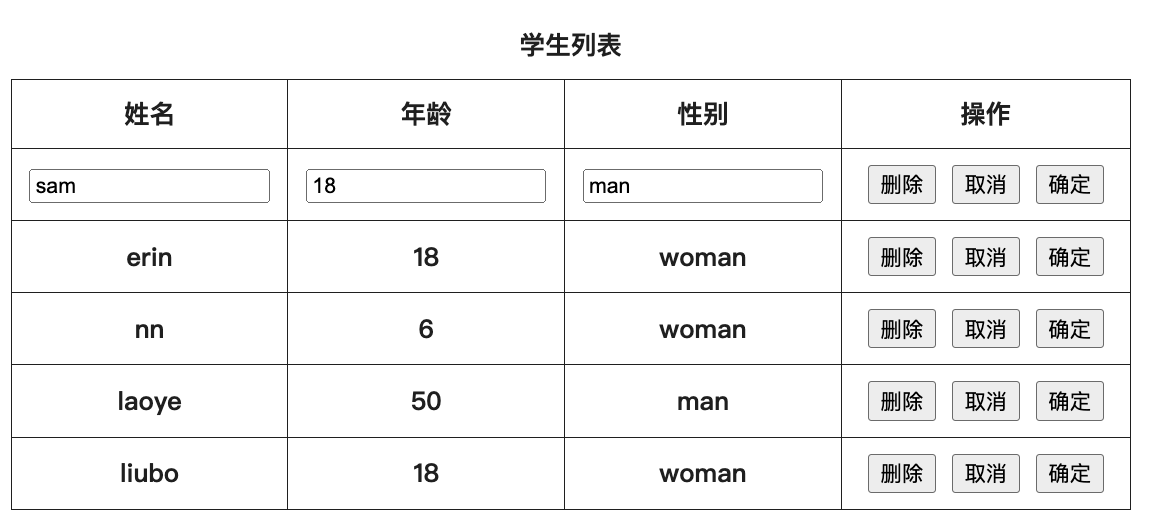 学生列表
姓名 年龄 性别 操作
sam 18 man 删除 取消 确定
erin 18 woman 删除 取消 确定
nn 6 woman 删除 取消 确定
laoye 50 man 删除 取消 确定
liubo 18 woman 删除 取消 确定